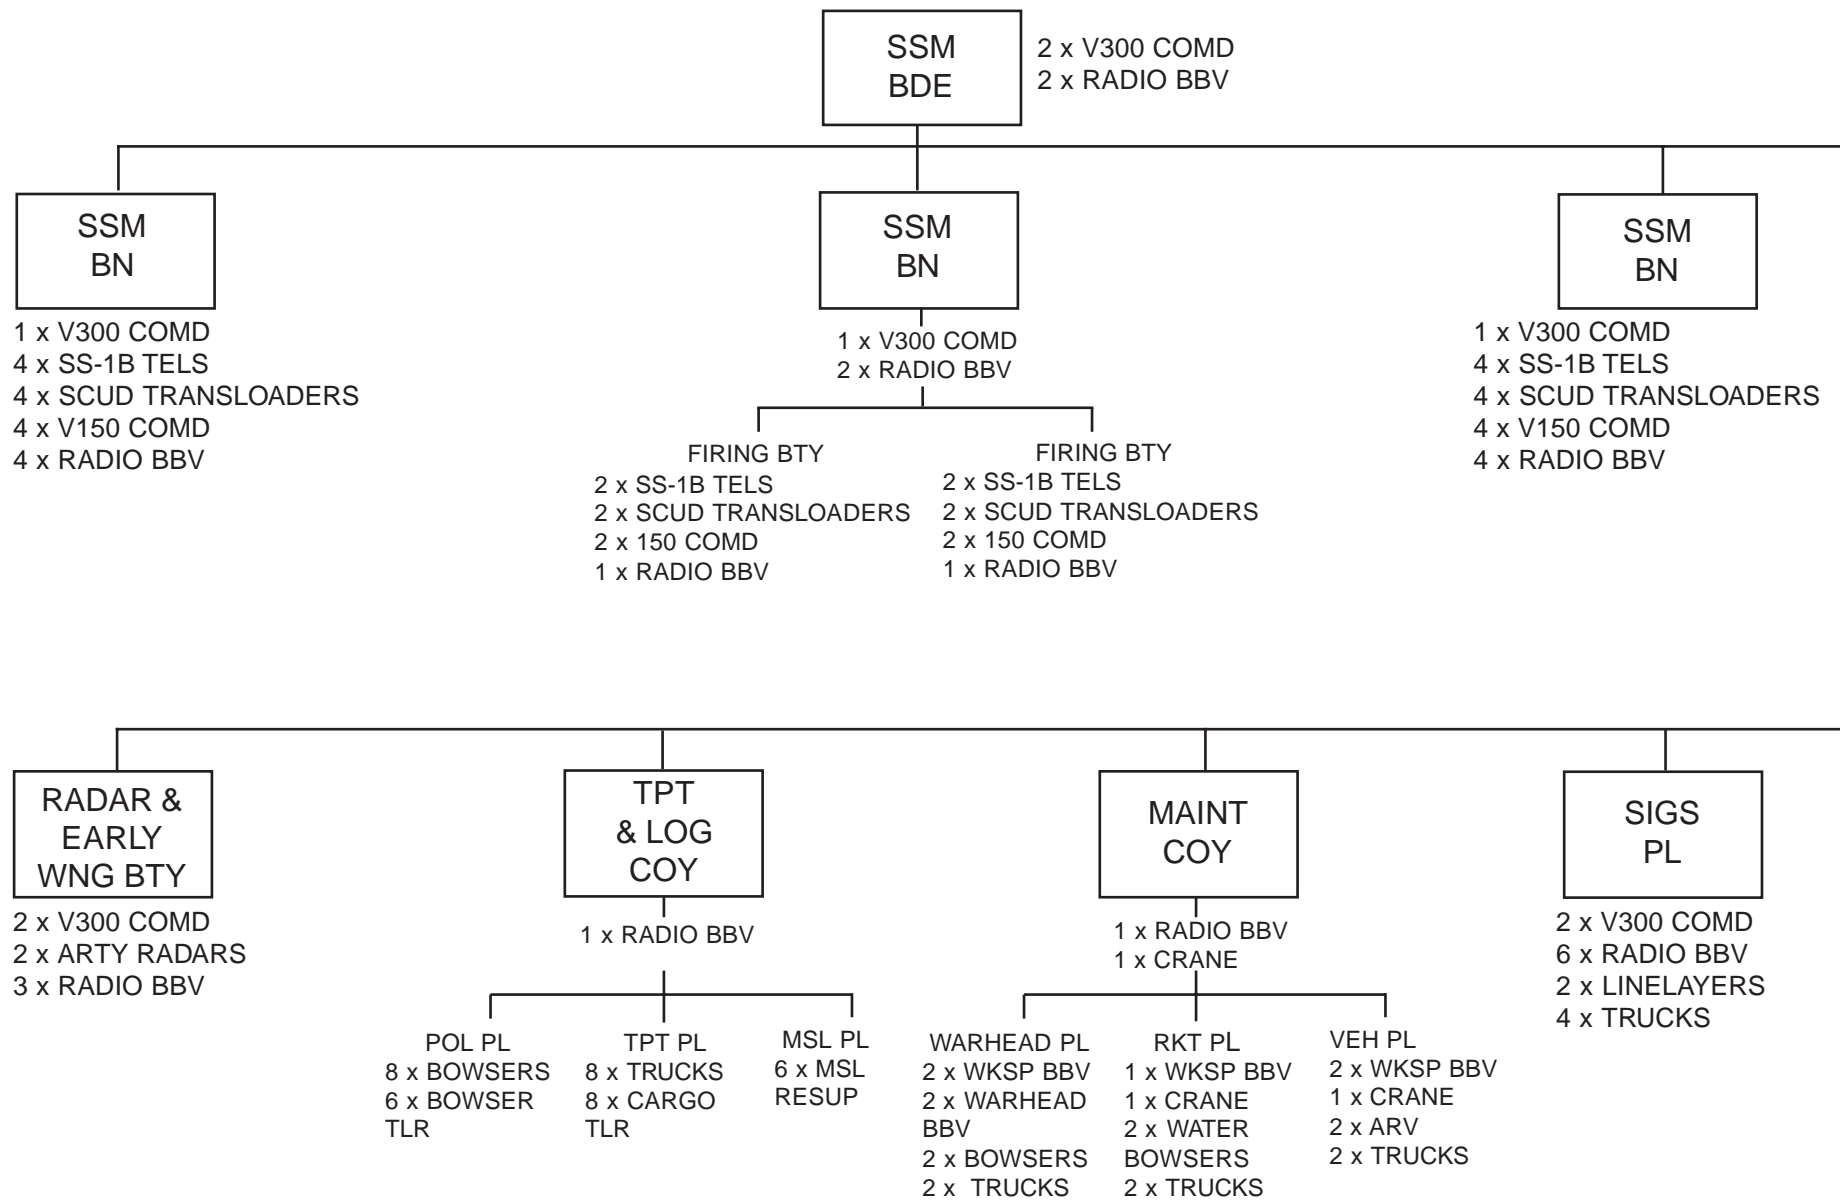 SSM
BDE
2 x V300 COMD
2 x RADIO BBV
SSM
BN
1 x V300 COMD
4 x SS-1B TELS
4 x SCUD TRANSLOADERS
4 x V150 COMD
4 x RADIO BBV
SSM
BN
1 x V300 COMD
2 x RADIO BBV
FIRING BTY
2 x SS-1B TELS
2 x SCUD TRANSLOADERS
2 x 150 COMD
1 x RADIO BBV
FIRING BTY
2 x SS-1B TELS
2 x SCUD TRANSLOADERS
2 x 150 COMD
1 x RADIO BBV
SSM
BN
1 x V300 COMD
4 x SS-1B TELS
4 x SCUD TRANSLOADERS
4 x V150 COMD
4 x RADIO BBV
RADAR &
EARLY
WNG BTY
2 x V300 COMD
2 x ARTY RADARS
3 x RADIO BBV
TPT
& LOG
COY
1 x RADIO BBV
POL PL
8 x BOWSERS
6 x BOWSER
TLR
TPT PL
8 x TRUCKS
8 x CARGO
TLR
MSL PL
6 x MSL
RESUP
MAINT
COY
1 x RADIO BBV
1 x CRANE
WARHEAD PL
2 x WKSP BBV
2 x WARHEAD
BBV
2 x BOWSERS
2 x TRUCKS
RKT PL
1 x WKSP BBV
1 x CRANE
2 x WATER
BOWSERS
2 x TRUCKS
VEH PL
2 x WKSP BBV
1 x CRANE
2 x ARV
2 x TRUCKS
SIGS
PL
2 x V300 COMD
6 x RADIO BBV
2 x LINELAYERS
4 x TRUCKS